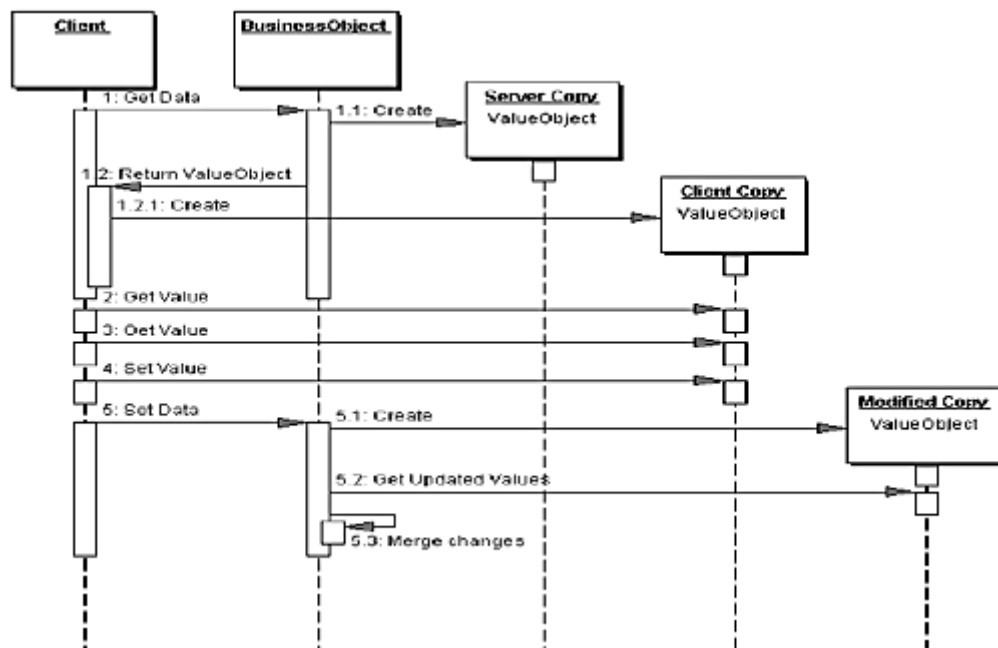 Client
BusinessObject
1: Get Data
1.1: Create
Server Copy
ValueObject
1.2: Return ValueObject
1.2.1: Create
Client Copy
ValueObject
2: Get Value
3: Get Value
4: Set Value
5: Set Data
5.1: Create
Modified Copy
ValueObject
5.2: Get Updated Values
5.3: Merge changes